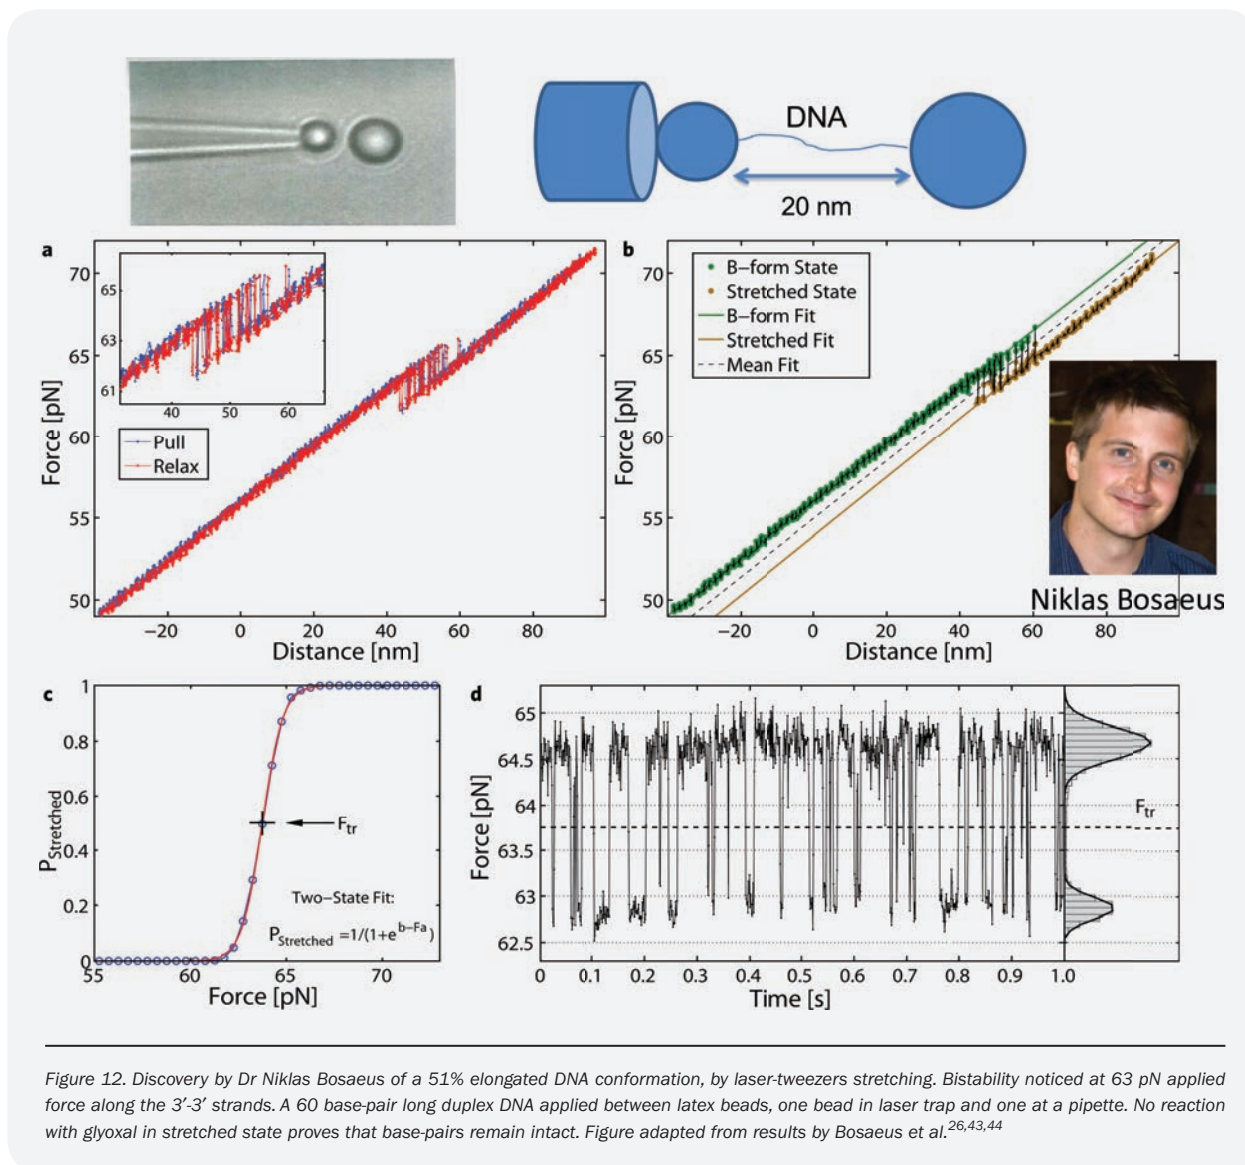 DNA
20 nm
a
65
63
61
40
50
60
Pull
Relax
70
65
60
55
50
Force [pN]
−20
0
20
40
60
80
Distance [nm]
b
B−form State
Stretched State
B−form Fit
Stretched Fit
Mean Fit
70
65
60
55
50
Force [pN]
−20
0
20
40
60
80
Distance [nm]
Niklas Bosaeus
c
1
0.8
0.6
0.4
0.2
0
PStretched
Ftr
Two−State Fit:
PStretched =1/(1+e^b−Fa)
55
60
65
70
Force [pN]
d
65
64.5
64
63.5
63
62.5
Force [pN]
Ftr
0
0.1
0.2
0.3
0.4
0.5
0.6
0.7
0.8
0.9
1.0
Time [s]
Figure 12. Discovery by Dr Niklas Bosaeus of a 51% elongated DNA conformation, by laser-tweezers stretching. Bistability noticed at 63 pN applied
force along the 3′-3′ strands. A 60 base-pair long duplex DNA applied between latex beads, one bead in laser trap and one at a pipette. No reaction
with glyoxal in stretched state proves that base-pairs remain intact. Figure adapted from results by Bosaeus et al.26,43,44